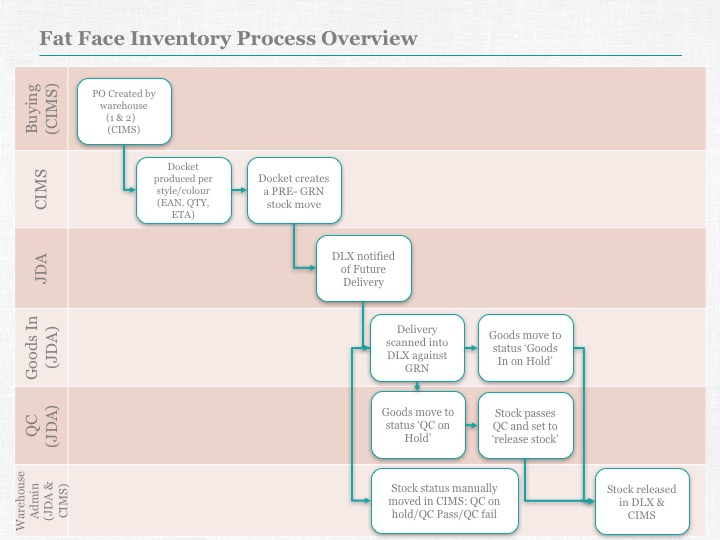 Fat Face Inventory Process Overview
Buying
(CIMS)
PO Created by
warehouse
(1 & 2)
(CIMS)
CIMS
Docket
produced per
style/colour
(EAN. QTY,
ETA)
Docket creates
a PRE- GRN
stock move
JDA
DLX notified
of Future
Delivery
Goods In
(JDA)
Delivery
scanned into
DLX against
GRN
Goods move to
status ‘Goods
In on Hold’
QC
(JDA)
Goods move to
status ‘QC on
Hold’
Stock passes
QC and set to
‘release stock’
Warehouse
Admin
(JDA &
CIMS)
Stock status manually
moved in CIMS: QC on
hold/QC Pass/QC fail
Stock released
in DLX &
CIMS